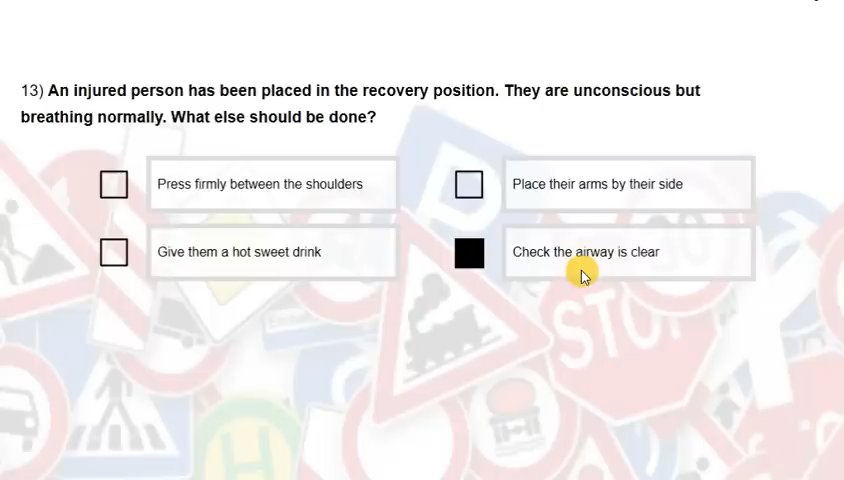 13) An injured person has been placed in the recovery position. They are unconscious but
breathing normally. What else should be done?
Press firmly between the shoulders
Place their arms by their side
Give them a hot sweet drink
Check the airway is clear
STOP
H